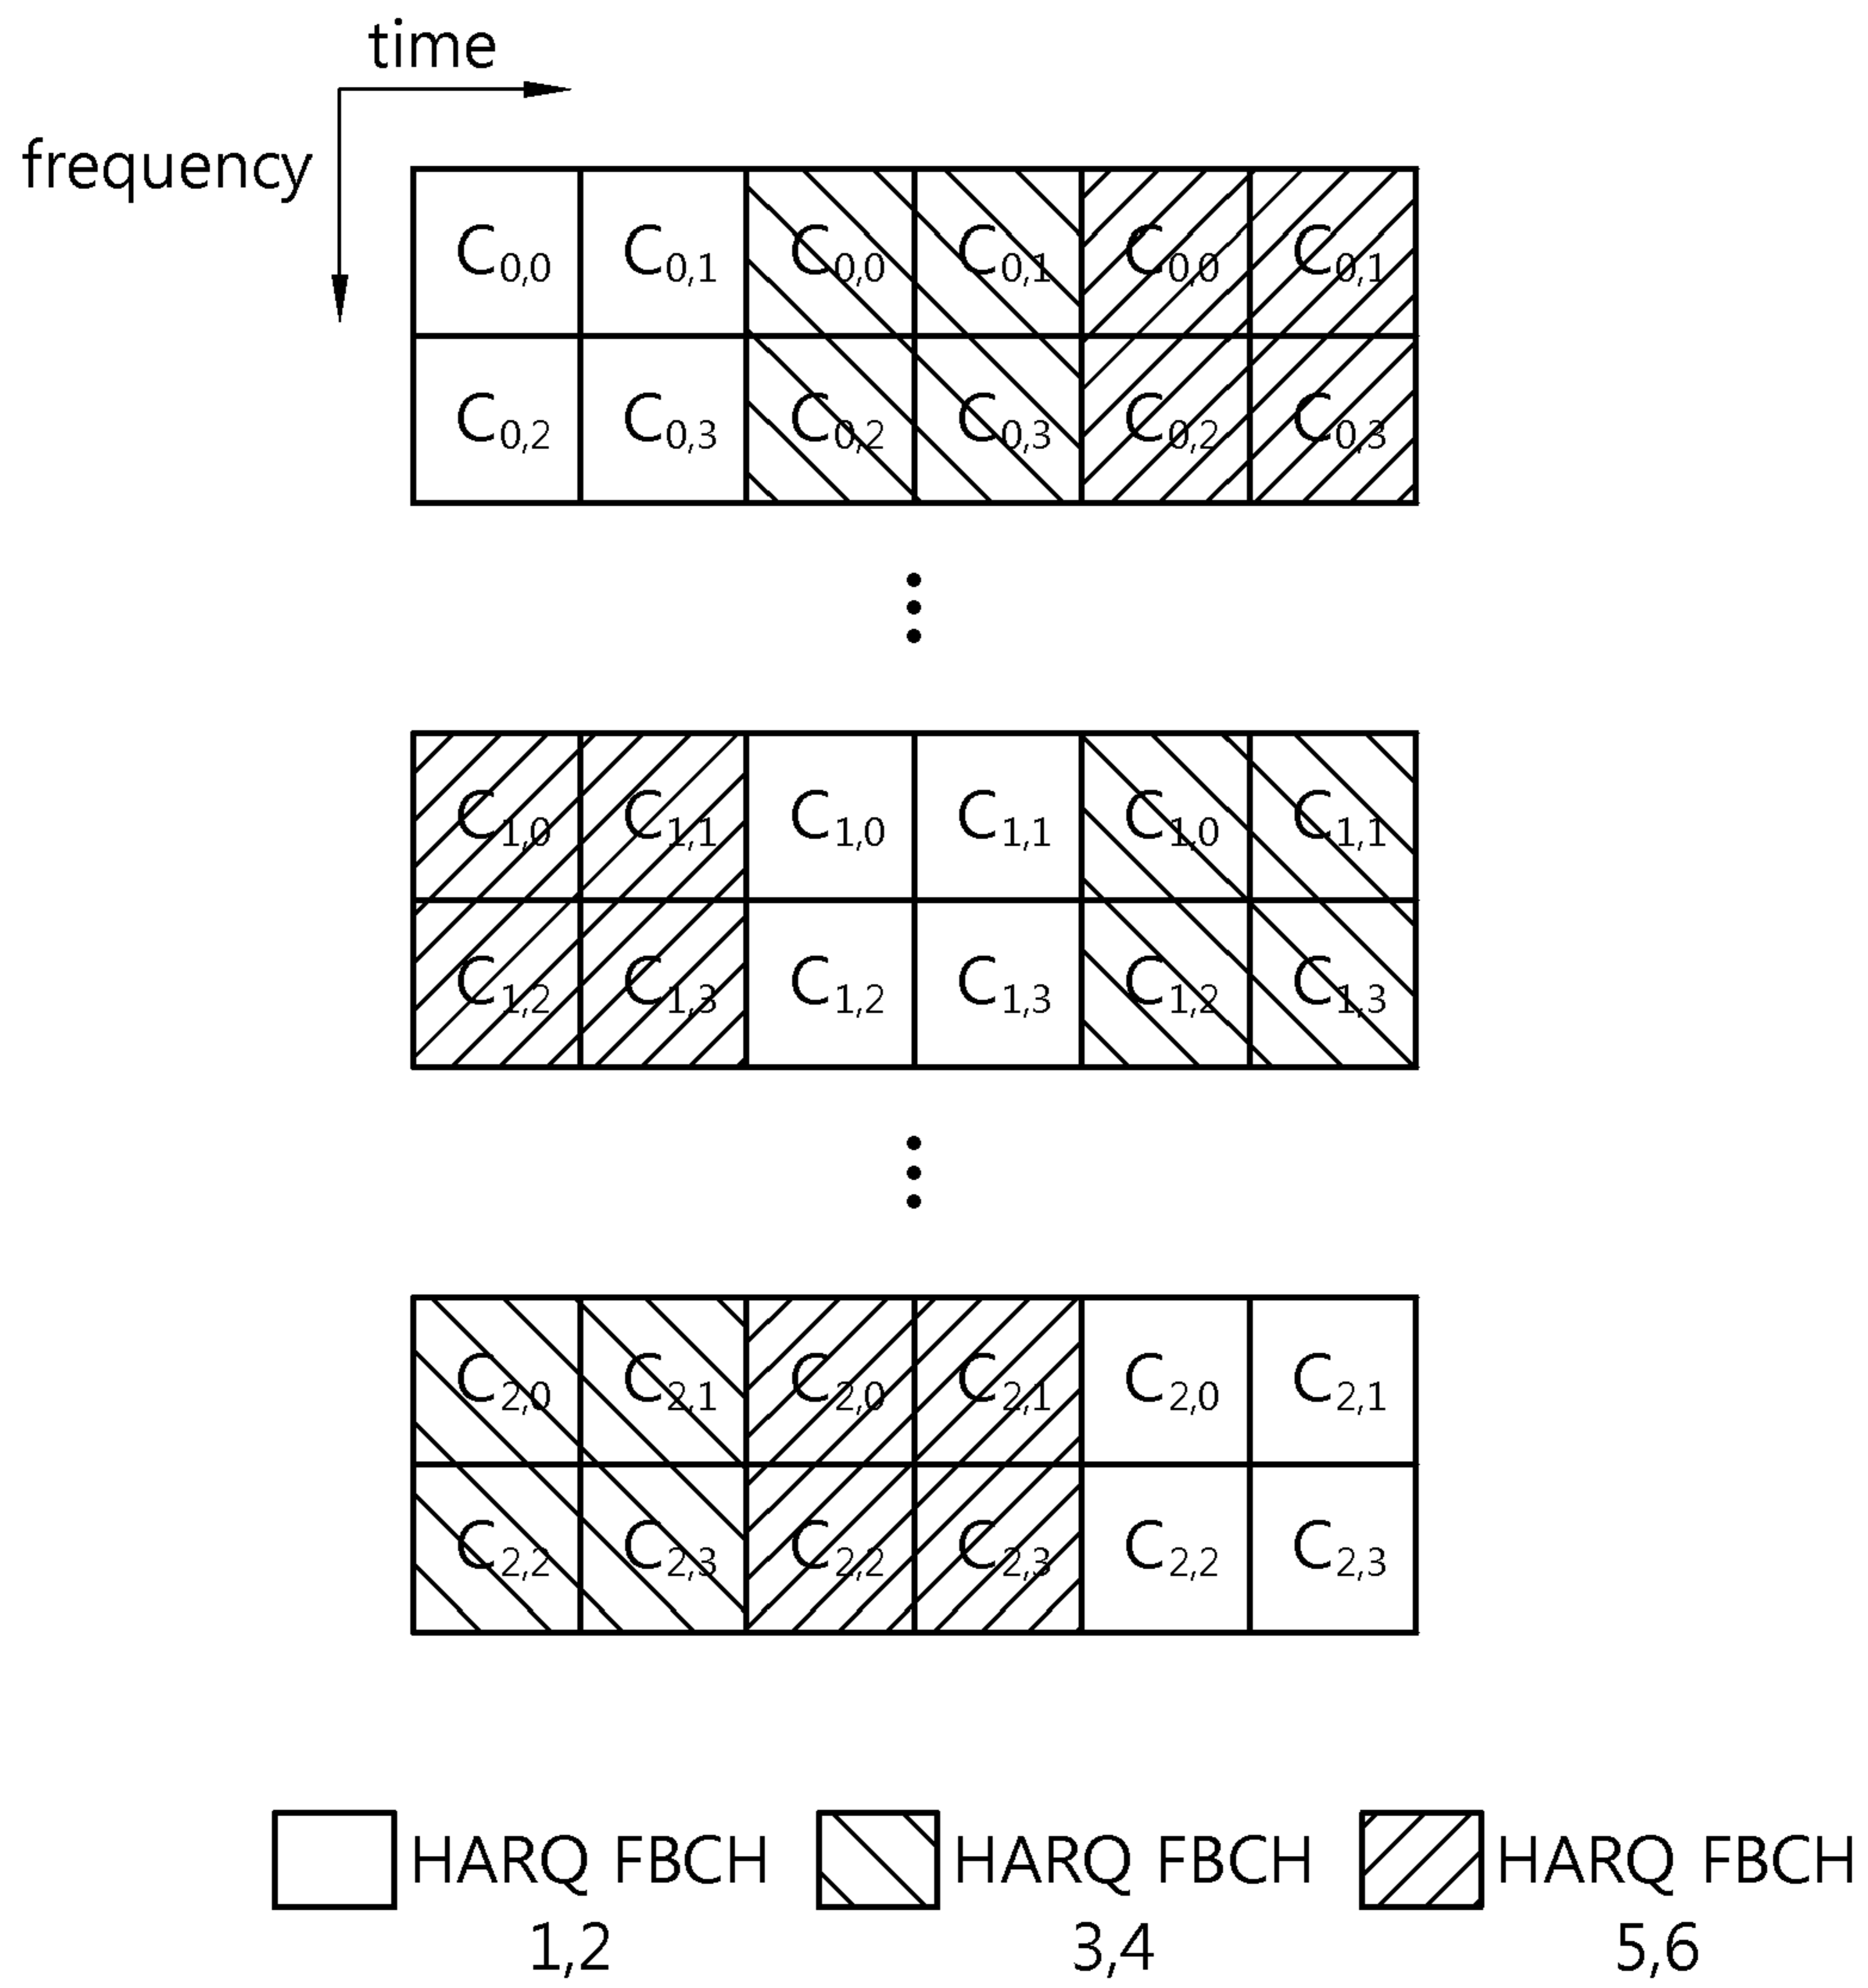 time
frequency
C0,0 C0,1 C0,0 C0,1 C0,0 C0,1
C0,2 C0,3 C0,2 C0,3 C0,2 C0,3
C1,0 C1,1 C1,0 C1,1 C1,0 C1,1
C1,2 C1,3 C1,2 C1,3 C1,2 C1,3
C2,0 C2,1 C2,0 C2,1 C2,0 C2,1
C2,2 C2,3 C2,2 C2,3 C2,2 C2,3
HARQ FBCH HARQ FBCH HARQ FBCH
1,2 3,4 5,6